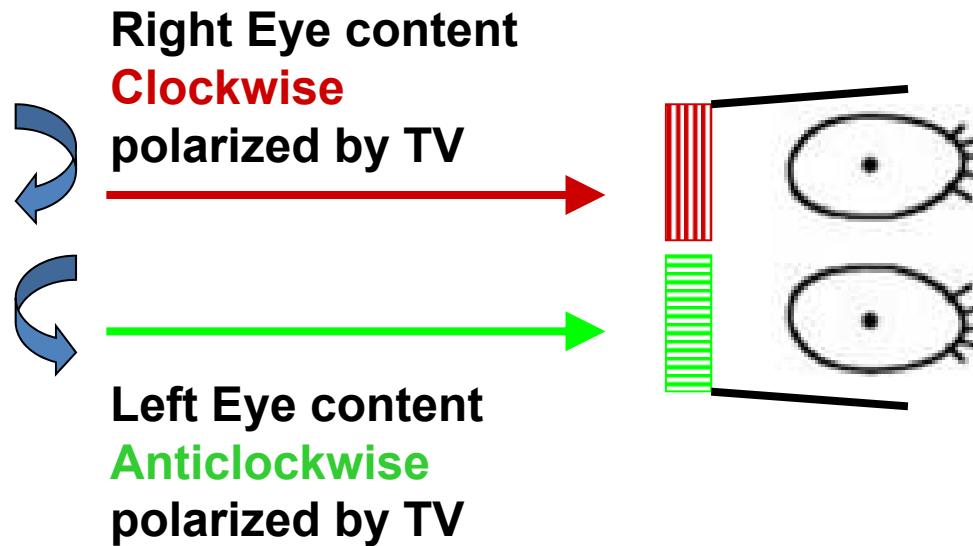 Right Eye content
Clockwise
polarized by TV
Left Eye content
Anticlockwise
polarized by TV